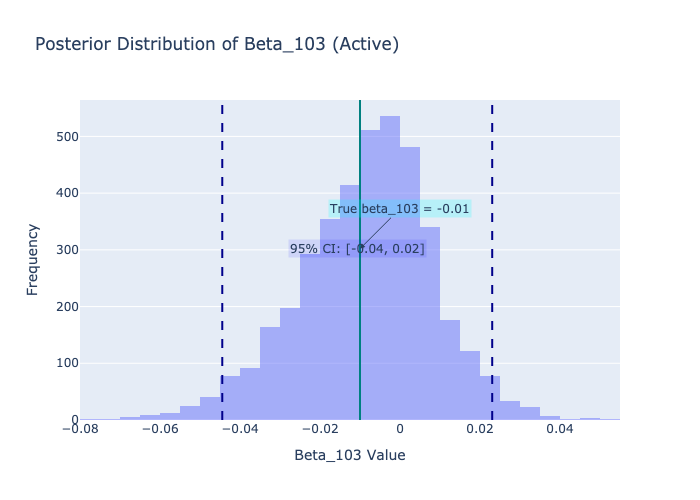 Posterior Distribution of Beta_103 (Active)
500
400
True beta_103 = -0.01
300
95% CI: [-0.04, 0.02]
200
100
0
Frequency
−0.08
−0.06
−0.04
−0.02
0
0.02
0.04
Beta_103 Value